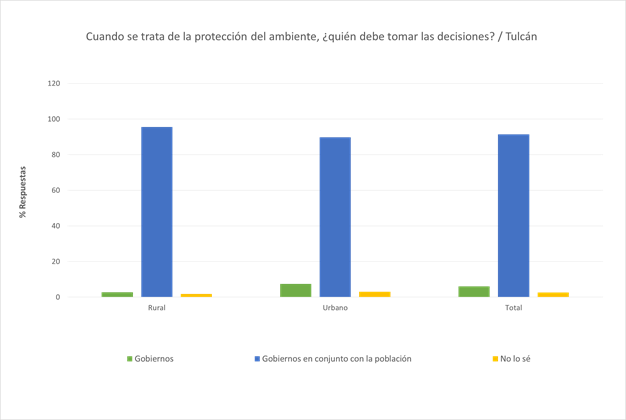 Cuando se trata de la protección del ambiente, ¿quién debe tomar las decisiones? / Tulcán
120
100
80
60
40
20
0
% Respuestas
Rural
Urbano
Total
Gobiernos
Gobiernos en conjunto con la población
No lo sé